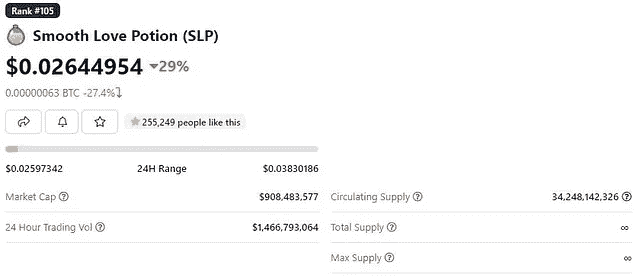 Rank #105
Smooth Love Potion (SLP)
$0.02644954 29%
0.00000063 BTC -27.4%
255,249 people like this
$0.02597342 24H Range $0.03830186
Market Cap $908,483,577
Circulating Supply 34,248,142,326
24 Hour Trading Vol $1,466,793,064
Total Supply ∞
Max Supply ∞